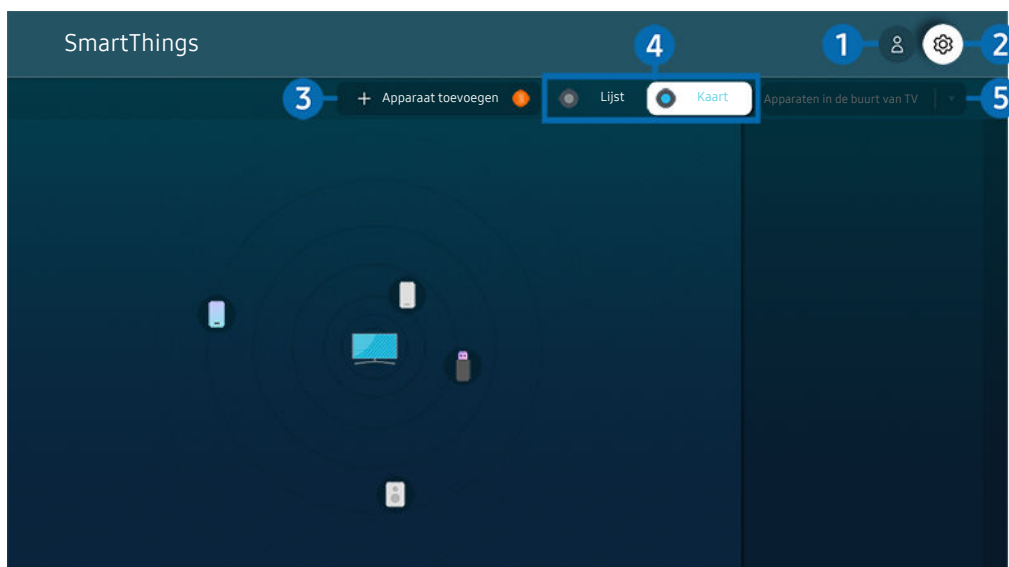 SmartThings
4
1
2
3
+ Apparaat toevoegen
Lijst
Kaart
Apparaten in de buurt van TV
5